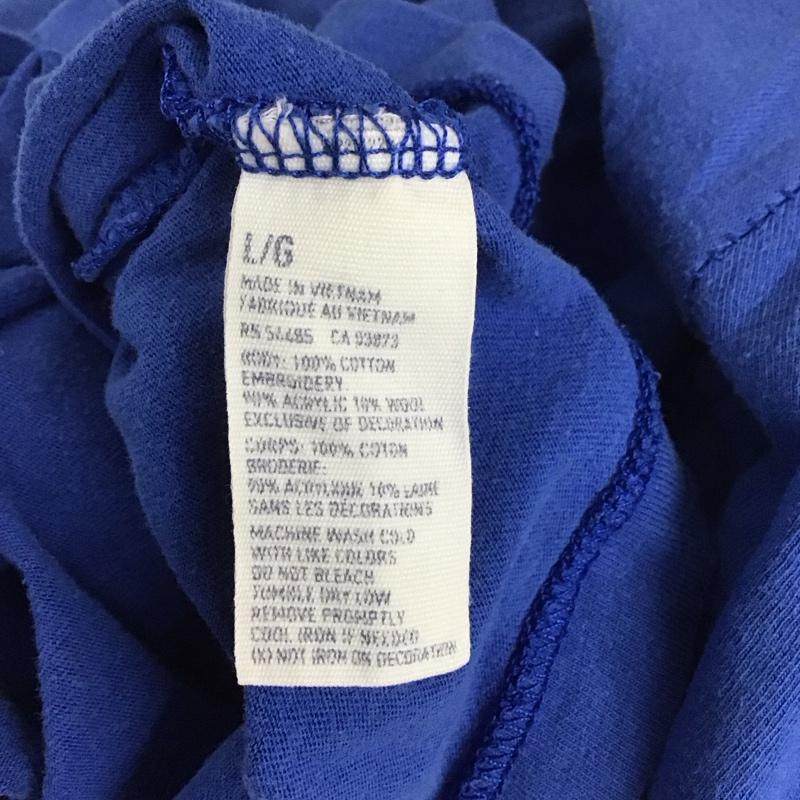 L/G
MADE IN VIETNAM
FABRIQUÉ AU VIETNAM
RN 54485 CA 03873
BODY: 100% COTTON
EMBROIDERY:
90% ACRYLIC 10% WOOL
EXCLUSIVE OF DECORATION
CORPS: 100% COTON
BRODERIE:
90% ACRYLIQUE 10% LAINE
SANS LES DÉCORATIONS
MACHINE WASH COLD
WITH LIKE COLORS
DO NOT BLEACH
TUMBLE DRY LOW
REMOVE PROMPTLY
COOL IRON IF NEEDED
NOT IRON ON DECORATION